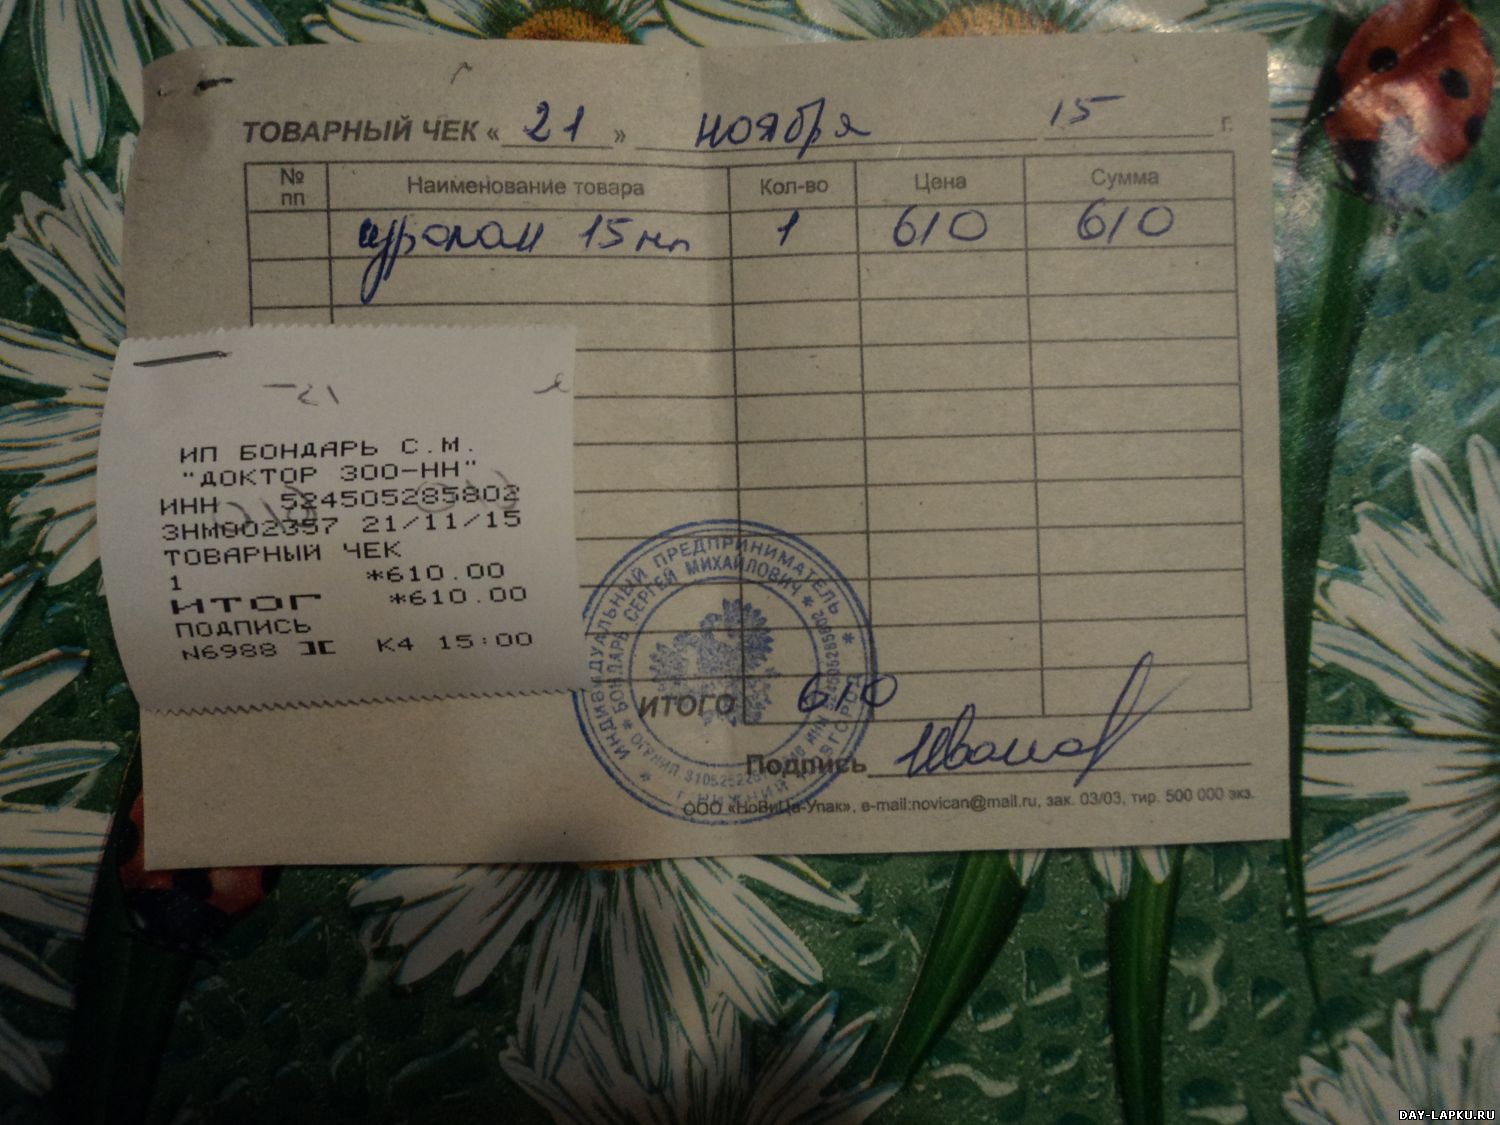 ТОВАРНЫЙ ЧЕК « 21 » ноября 15 г.
№ пп Наименование товара Кол-во Цена Сумма
15 мл 1 610 610
ИП БОНДАРЬ С.М.
"ДОКТОР ЗОО-НН"
ИНН 524505285802
ЗНМ002357 21/11/15
ТОВАРНЫЙ ЧЕК
1 *610.00
ИТОГ *610.00
ПОДПИСЬ
N6988 К4 15:00
ИНДИВИДУАЛЬНЫЙ ПРЕДПРИНИМАТЕЛЬ *
* БОНДАРЬ СЕРГЕЙ МИХАЙЛОВИЧ *
ИТОГО 610
Подпись
ООО «НоВиЦа-Упак», e-mail:novican@mail.ru, зак. 03/03, тир. 500 000 экз.
DAY-LAPKU.RU